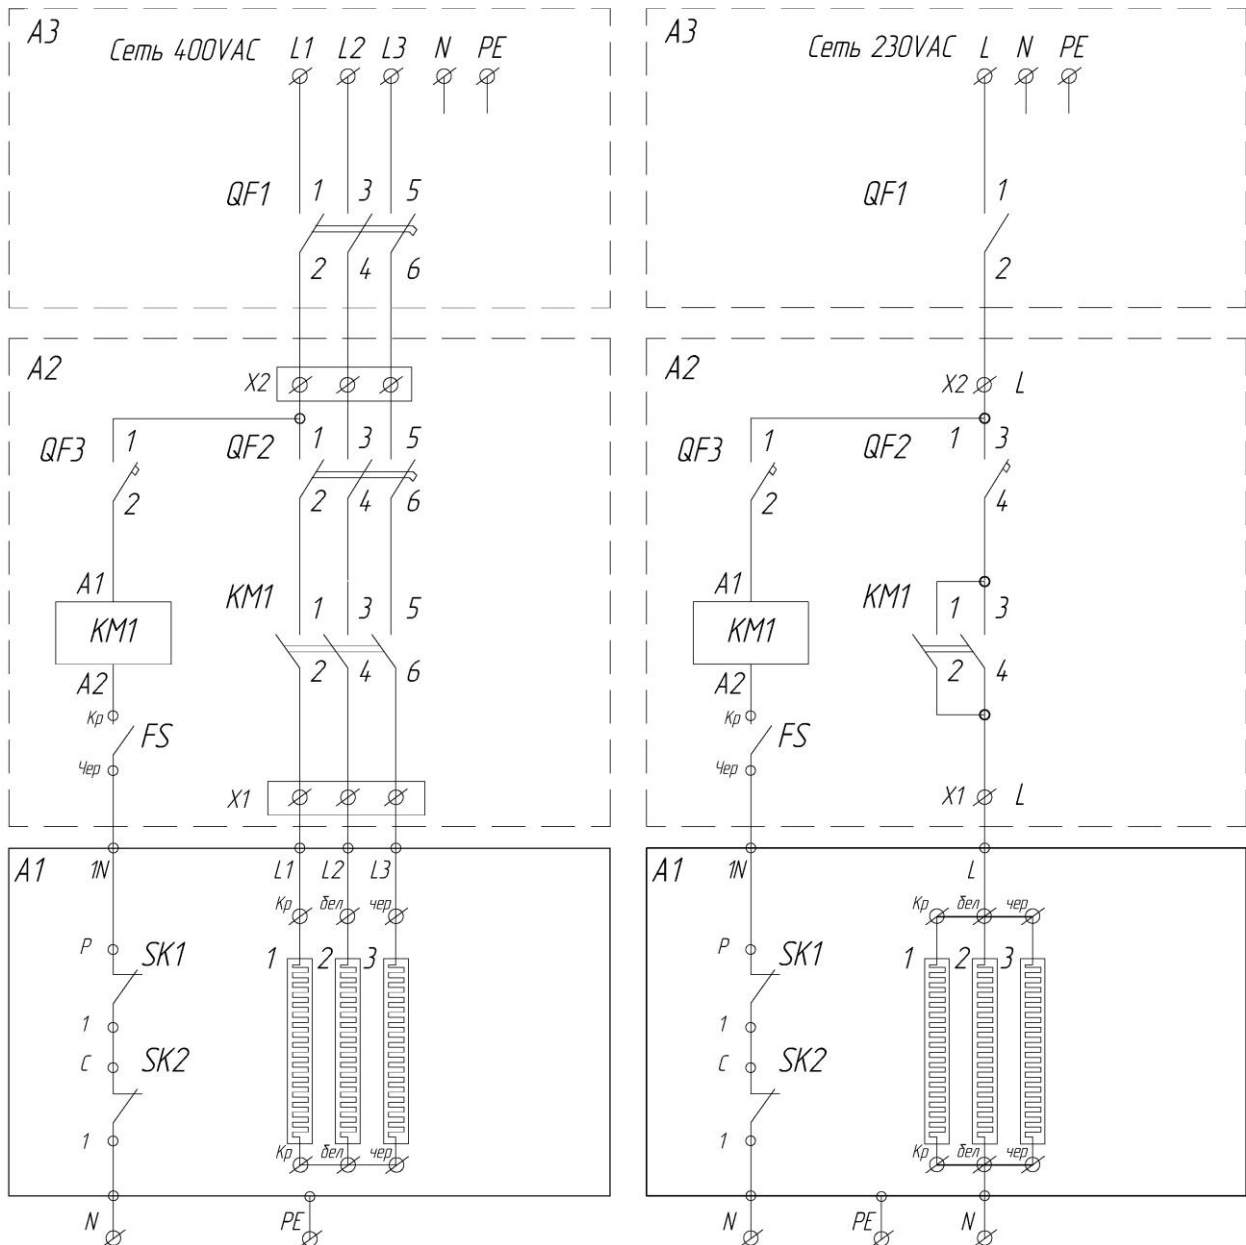 A3
Сеть 400VAC L1 L2 L3 N PE
QF1 1 3 5
2 4 6
A2
X2
QF3 1 QF2 1 3 5
2 2 4 6
A1
KM1 KM1 1 3 5
A2 2 4 6
Кр
FS
Чер
X1
A1 1N L1 L2 L3
Кр бел чер
P SK1 1 2 3
1
C SK2
1 Кр бел чер
N PE
A3
Сеть 230VAC L N PE
QF1 1
2
A2
X2 L
QF3 1 QF2 1 3
2 4
A1
KM1 KM1 1 3
A2 2 4
Кр
FS
Чер
X1 L
A1 1N L
Кр бел чер
P SK1 1 2 3
1
C SK2
1 Кр бел чер
N PE N